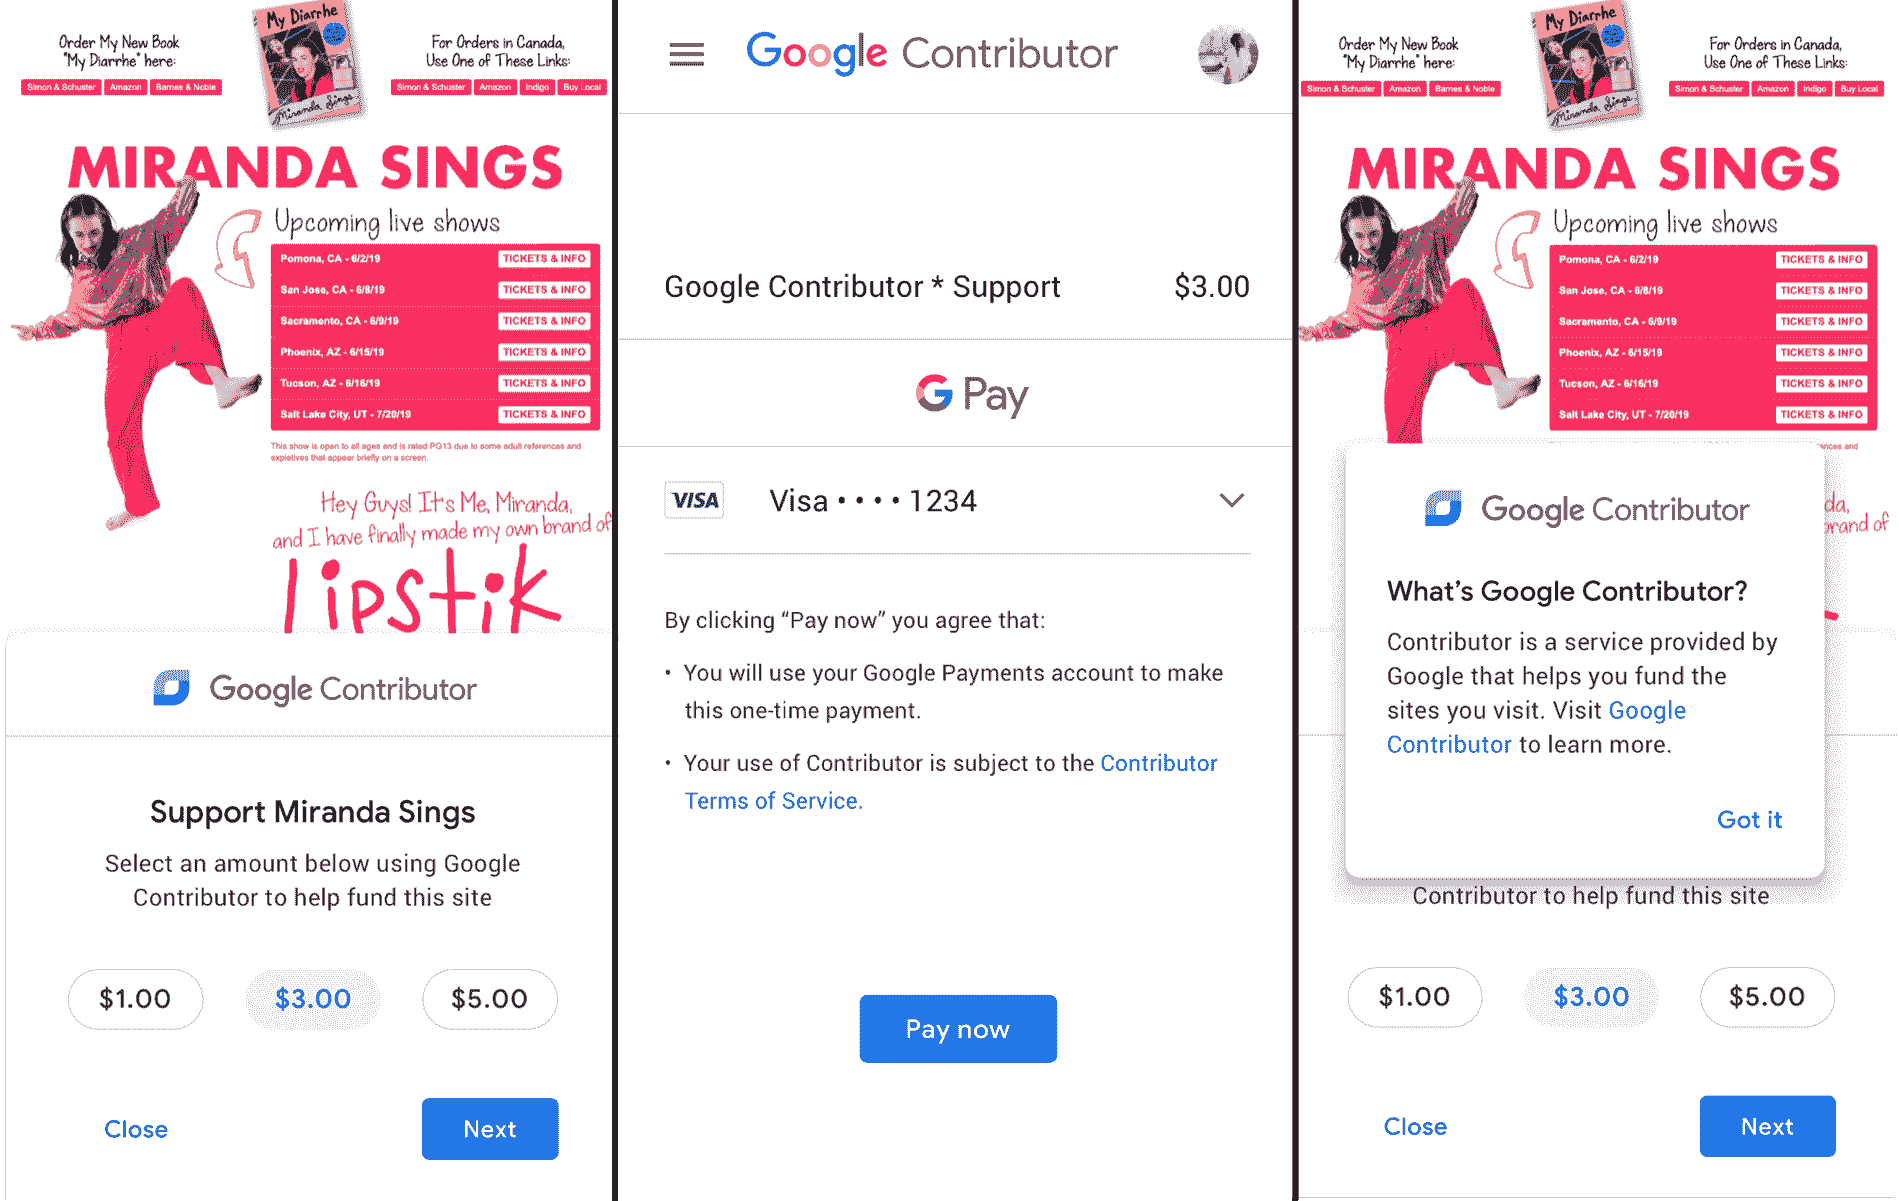 My Diarrhe
Order My New Book
"My Diarrhe" here:
Simon & Schuster
Amazon
Barnes & Noble
Miranda Sings
For Orders in Canada,
Use One of These Links:
Simon & Schuster
Amazon
Indigo
Buy Local
MIRANDA SINGS
Upcoming live shows
Pomona, CA - 6/2/19 TICKETS & INFO
San Jose, CA - 6/8/19 TICKETS & INFO
Sacramento, CA - 6/9/19 TICKETS & INFO
Phoenix, AZ - 6/15/19 TICKETS & INFO
Tucson, AZ - 6/16/19 TICKETS & INFO
Salt Lake City, UT - 7/20/19 TICKETS & INFO
This show is open to all ages and is rated PG13 due to some adult references and
expletives that appear briefly on a screen.
Hey Guys! It's Me, Miranda,
and I have finally made my own brand of
lipstik
Google Contributor
Support Miranda Sings
Select an amount below using Google
Contributor to help fund this site
$1.00 $3.00 $5.00
Close Next
Google Contributor
Google Contributor * Support $3.00
G Pay
VISA Visa •••• 1234
By clicking “Pay now” you agree that:
• You will use your Google Payments account to make
this one-time payment.
• Your use of Contributor is subject to the Contributor
Terms of Service.
Pay now
My Diarrhe
Order My New Book
"My Diarrhe" here:
Simon & Schuster
Amazon
Barnes & Noble
Miranda Sings
For Orders in Canada,
Use One of These Links:
Simon & Schuster
Amazon
Indigo
Buy Local
MIRANDA SINGS
Upcoming live shows
Pomona, CA - 6/2/19 TICKETS & INFO
San Jose, CA - 6/8/19 TICKETS & INFO
Sacramento, CA - 6/9/19 TICKETS & INFO
Phoenix, AZ - 6/15/19 TICKETS & INFO
Tucson, AZ - 6/16/19 TICKETS & INFO
Salt Lake City, UT - 7/20/19 TICKETS & INFO
and
brand of
Google Contributor
What’s Google Contributor?
Contributor is a service provided by
Google that helps you fund the
sites you visit. Visit Google
Contributor to learn more.
Got it
Contributor to help fund this site
$1.00 $3.00 $5.00
Close Next